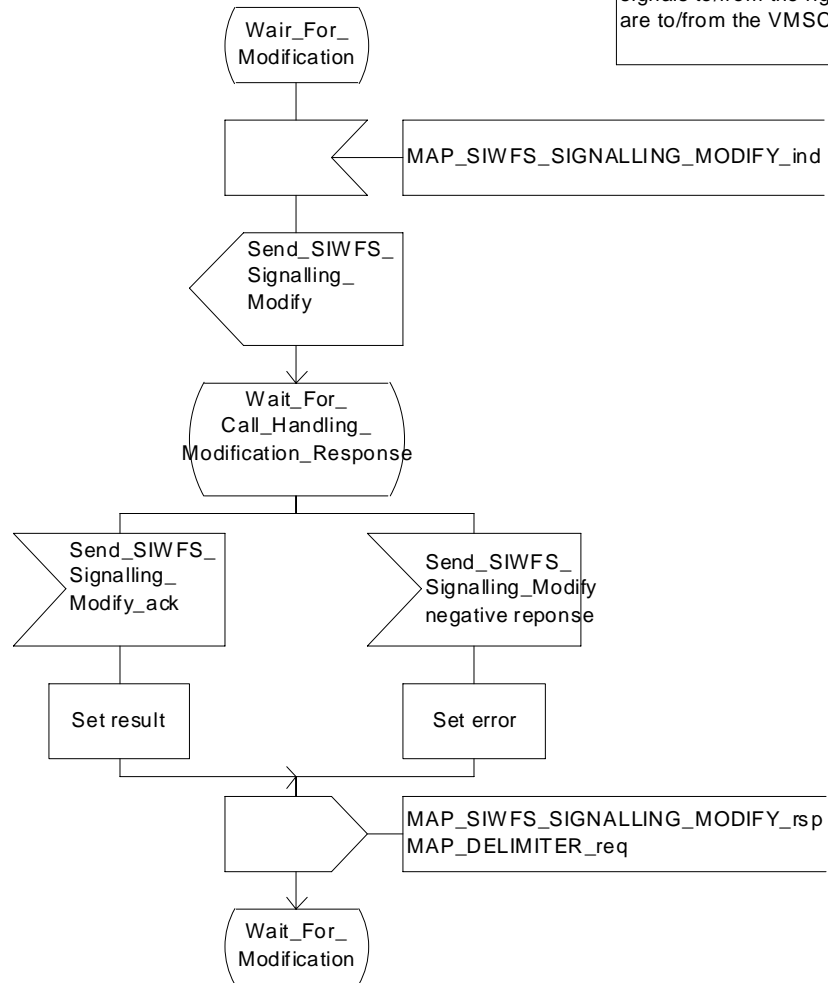 are to/from the VMSC
Wair_For_
Modification
MAP_SIWFS_SIGNALLING_MODIFY_ind
Send_SIWFS_
Signalling_
Modify
Wait_For_
Call_Handling_
Modification_Response
Send_SIWFS_
Signalling_
Modify_ack
Send_SIWFS_
Signalling_Modify
negative reponse
Set result
Set error
MAP_SIWFS_SIGNALLING_MODIFY_rsp
MAP_DELIMITER_req
Wait_For_
Modification